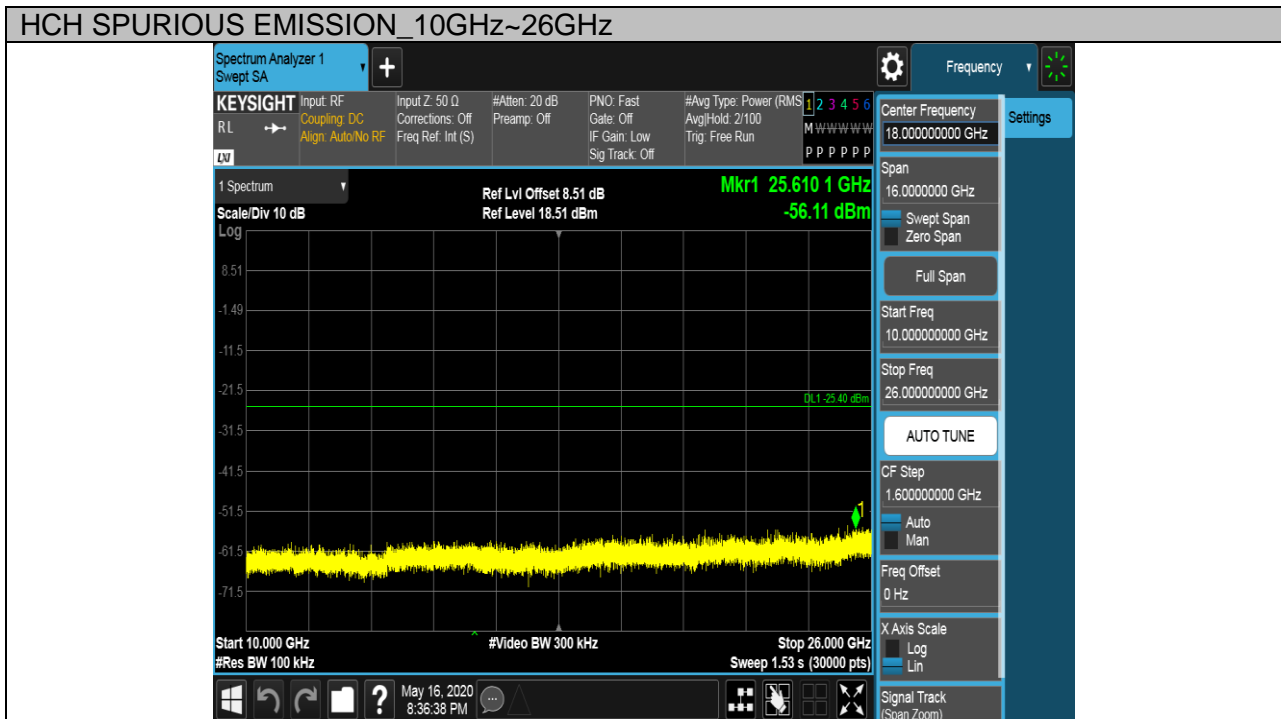 HCH SPURIOUS EMISSION_10GHz~26GHz
Spectrum Analyzer 1
Swept SA
+
Frequency
KEYSIGHT
RL
LXI
Input: RF
Coupling: DC
Align: Auto/No RF
Input Z: 50 Ω
Corrections: Off
Freq Ref: Int (S)
#Atten: 20 dB
Preamp: Off
PNO: Fast
Gate: Off
IF Gain: Low
Sig Track: Off
#Avg Type: Power (RMS
Avg|Hold: 2/100
Trig: Free Run
1 2 3 4 5 6
M W W W W W
P P P P P P
1 Spectrum
Scale/Div 10 dB
Ref Lvl Offset 8.51 dB
Ref Level 18.51 dBm
Mkr1 25.610 1 GHz
-56.11 dBm
Log
8.51
-1.49
-11.5
-21.5
DL1 -25.40 dBm
-31.5
-41.5
-51.5
1
-61.5
-71.5
Start 10.000 GHz
#Res BW 100 kHz
#Video BW 300 kHz
Stop 26.000 GHz
Sweep 1.53 s (30000 pts)
?
May 16, 2020
8:36:38 PM
Center Frequency
18.000000000 GHz
Span
16.0000000 GHz
Swept Span
Zero Span
Full Span
Start Freq
10.000000000 GHz
Stop Freq
26.000000000 GHz
AUTO TUNE
CF Step
1.600000000 GHz
Auto
Man
Freq Offset
0 Hz
X Axis Scale
Log
Lin
Signal Track
(Span Zoom)
Settings